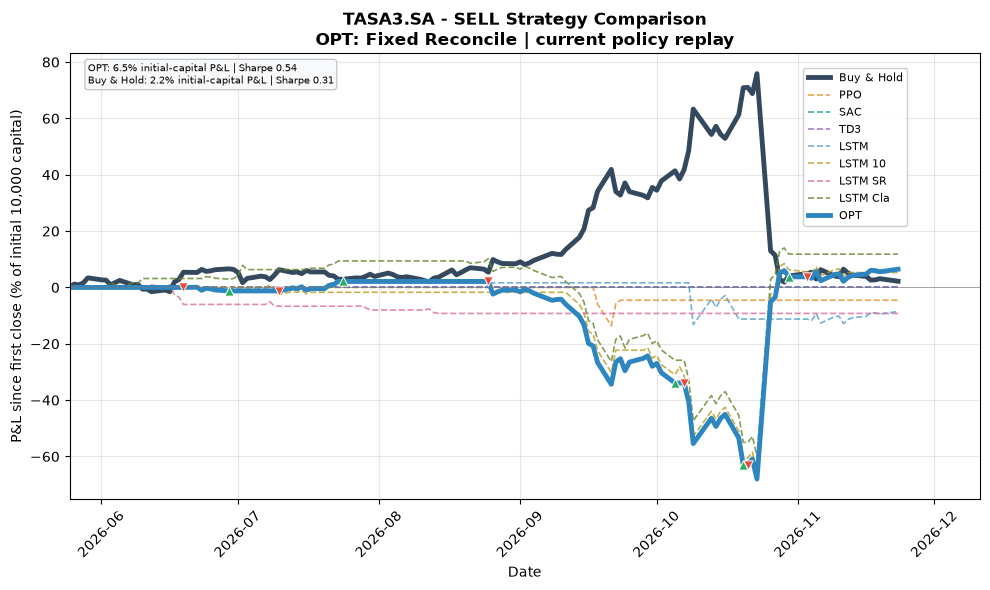 TASA3.SA - SELL Strategy Comparison
OPT: Fixed Reconcile | current policy replay
OPT: 6.5% initial-capital P&L | Sharpe 0.54
Buy & Hold: 2.2% initial-capital P&L | Sharpe 0.31
Buy & Hold
PPO
SAC
TD3
LSTM
LSTM 10
LSTM SR
LSTM Cla
OPT
P&L since first close (% of initial 10,000 capital)
80
60
40
20
0
−20
−40
−60
2026-06
2026-07
2026-08
2026-09
2026-10
2026-11
2026-12
Date